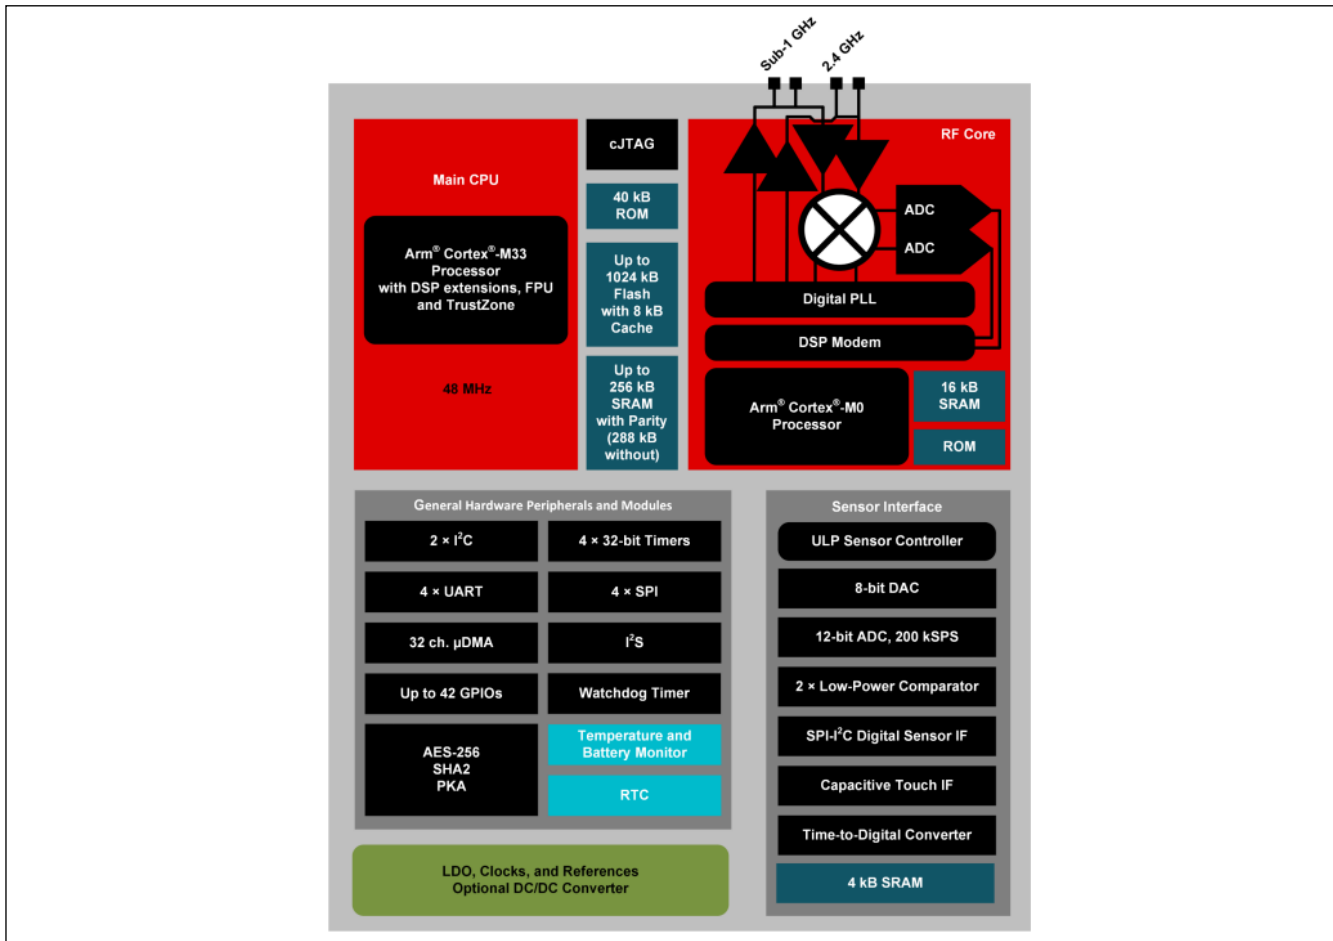 Sub-1 GHz
2.4 GHz
Main CPU
Arm® Cortex®-M33
Processor
with DSP extensions, FPU
and TrustZone
48 MHz
cJTAG
40 kB
ROM
Up to
1024 kB
Flash
with 8 kB
Cache
Up to
256 kB
SRAM
with Parity
(288 kB
without)
RF Core
ADC
ADC
Digital PLL
DSP Modem
Arm® Cortex®-M0
Processor
16 kB
SRAM
ROM
General Hardware Peripherals and Modules
2 × I²C
4 × 32-bit Timers
4 × UART
4 × SPI
32 ch. µDMA
I²S
Up to 42 GPIOs
Watchdog Timer
AES-256
SHA2
PKA
Temperature and
Battery Monitor
RTC
LDO, Clocks, and References
Optional DC/DC Converter
Sensor Interface
ULP Sensor Controller
8-bit DAC
12-bit ADC, 200 kSPS
2 × Low-Power Comparator
SPI-I²C Digital Sensor IF
Capacitive Touch IF
Time-to-Digital Converter
4 kB SRAM